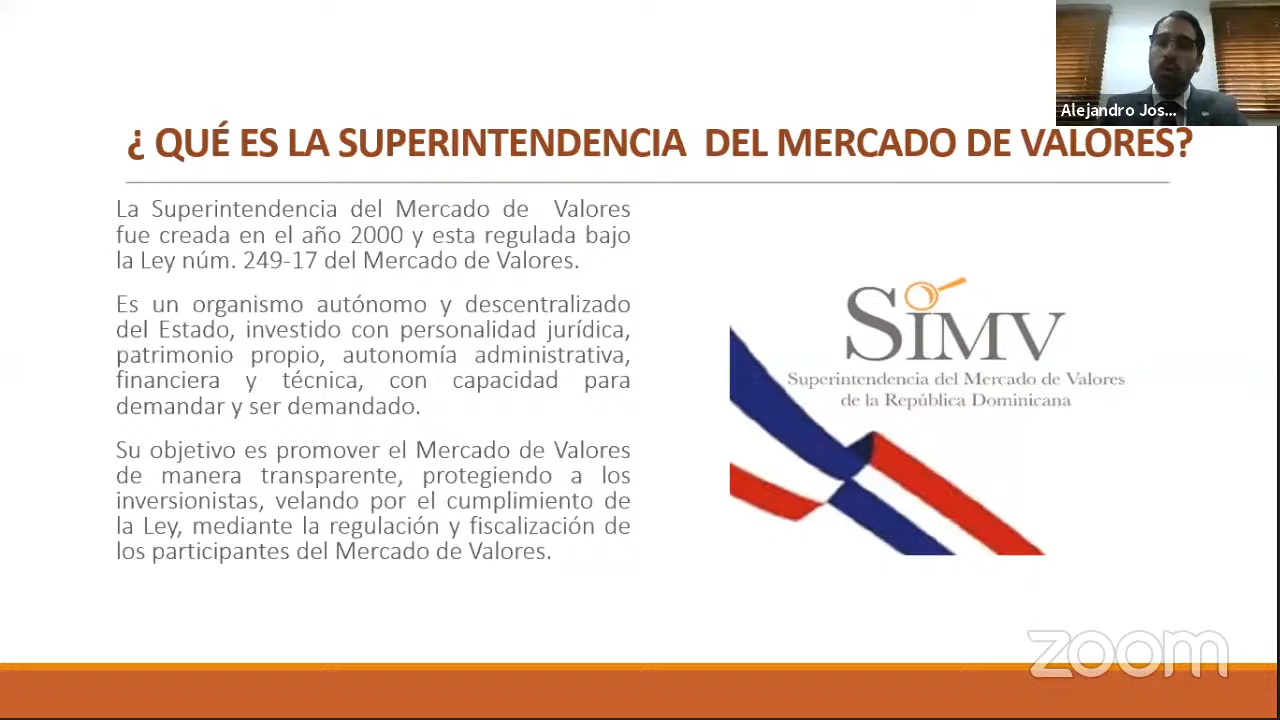 Alejandro Jos...
¿ QUÉ ES LA SUPERINTENDENCIA DEL MERCADO DE VALORES?
La Superintendencia del Mercado de Valores
fue creada en el año 2000 y esta regulada bajo
la Ley núm. 249-17 del Mercado de Valores.
Es un organismo autónomo y descentralizado
del Estado, investido con personalidad jurídica,
patrimonio propio, autonomía administrativa,
financiera y técnica, con capacidad para
demandar y ser demandado.
Su objetivo es promover el Mercado de Valores
de manera transparente, protegiendo a los
inversionistas, velando por el cumplimiento de
la Ley, mediante la regulación y fiscalización de
los participantes del Mercado de Valores.
SIMV
Superintendencia del Mercado de Valores
de la República Dominicana
zoom